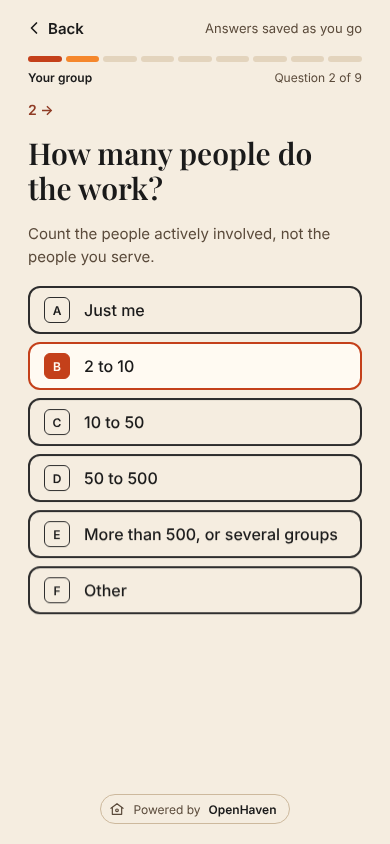 Back
Answers saved as you go
Your group
Question 2 of 9
2 →
How many people do
the work?
Count the people actively involved, not the
people you serve.
A Just me
B 2 to 10
C 10 to 50
D 50 to 500
E More than 500, or several groups
F Other
Powered by OpenHaven